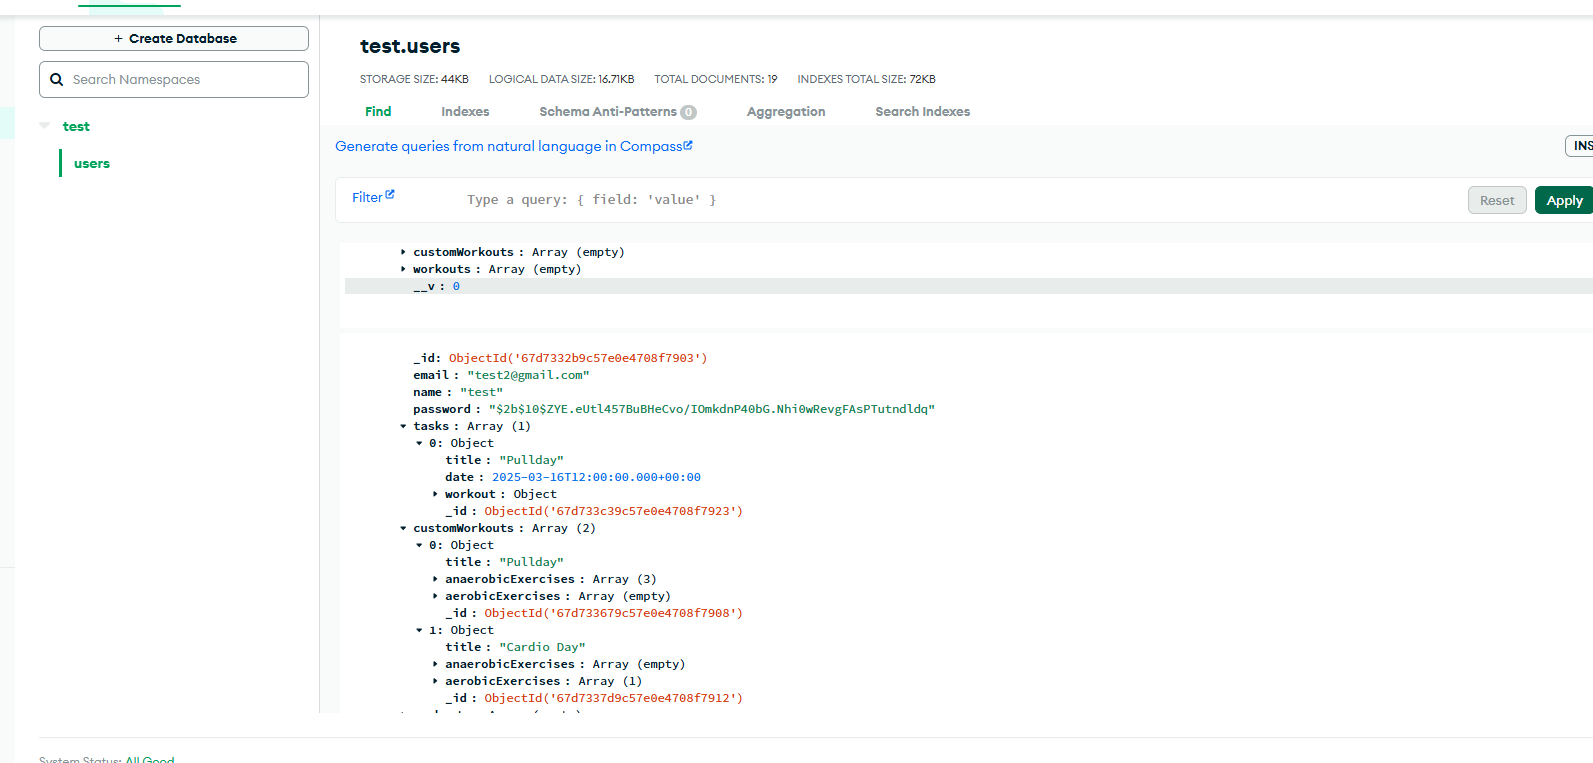 + Create Database
Search Namespaces
test
users
test.users
STORAGE SIZE: 44KB LOGICAL DATA SIZE: 16.71KB TOTAL DOCUMENTS: 19 INDEXES TOTAL SIZE: 72KB
Find Indexes Schema Anti-Patterns 0 Aggregation Search Indexes
Generate queries from natural language in Compass
INS
Filter Type a query: { field: 'value' } Reset Apply
customWorkouts : Array (empty)
workouts : Array (empty)
__v : 0
_id: ObjectId('67d7332b9c57e0e4708f7903')
email : "test2@gmail.com"
name : "test"
password : "$2b$10$ZYE.eUtl457BuBHeCvo/IOmkdnP40bG.Nhi0wRevgFAsPTutndldq"
tasks : Array (1)
0: Object
title : "Pullday"
date : 2025-03-16T12:00:00.000+00:00
workout : Object
_id : ObjectId('67d733c39c57e0e4708f7923')
customWorkouts : Array (2)
0: Object
title : "Pullday"
anaerobicExercises : Array (3)
aerobicExercises : Array (empty)
_id : ObjectId('67d733679c57e0e4708f7908')
1: Object
title : "Cardio Day"
anaerobicExercises : Array (empty)
aerobicExercises : Array (1)
_id : ObjectId('67d7337d9c57e0e4708f7912')
System Status: All Good